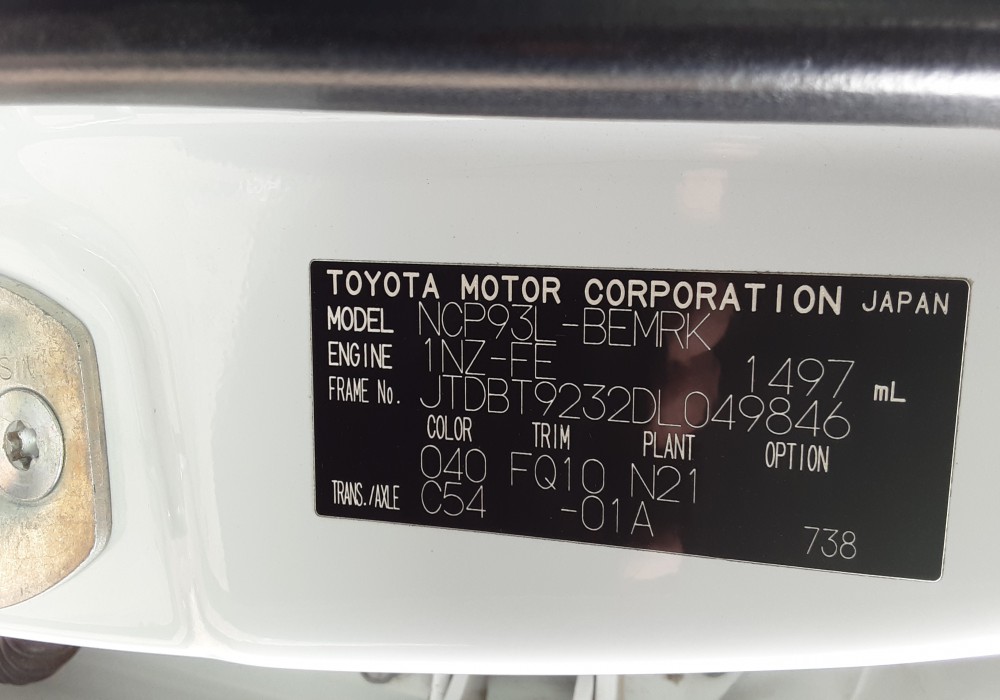 TOYOTA MOTOR CORPORATION JAPAN
MODEL NCP93L-BEMRK
ENGINE 1NZ-FE 1497 mL
FRAME No. JTDBT9232DL049846
COLOR TRIM PLANT OPTION
040 FQ10 N21
TRANS./AXLE C54 -01A
738